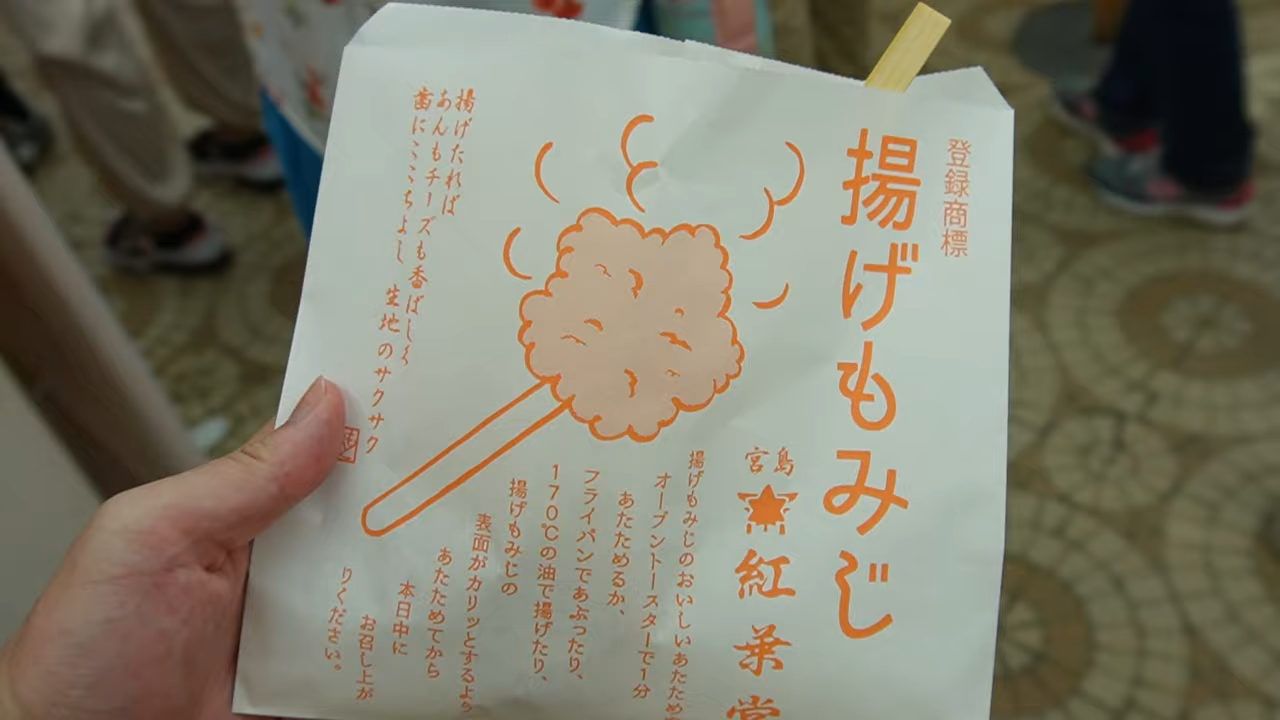 登録商標
揚げもみじ
宮島
紅葉堂
揚げもみじのおいしいあたため
オーブントースターで1分
あたためるか、
フライパンであぶったり、
170℃の油で揚げたり、
揚げもみじの
表面がカリッとするよう
あたためてから
本日中に
お召し上が
りください。
揚げたれば
あんもチーズも香ばしく
歯にここちよし 生地のサクサク